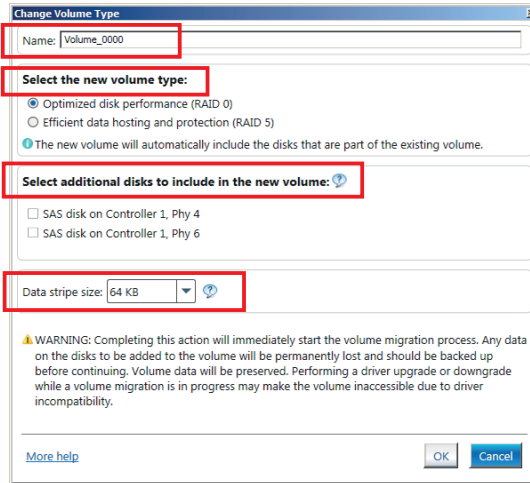 Change Volume Type
Name: Volume_0000
Select the new volume type:
Optimized disk performance (RAID 0)
Efficient data hosting and protection (RAID 5)
The new volume will automatically include the disks that are part of the existing volume.
Select additional disks to include in the new volume:
SAS disk on Controller 1, Phy 4
SAS disk on Controller 1, Phy 6
Data stripe size: 64 KB
WARNING: Completing this action will immediately start the volume migration process. Any data
on the disks to be added to the volume will be permanently lost and should be backed up
before continuing. Volume data will be preserved. Performing a driver upgrade or downgrade
while a volume migration is in progress may make the volume inaccessible due to driver
incompatibility.
More help OK Cancel